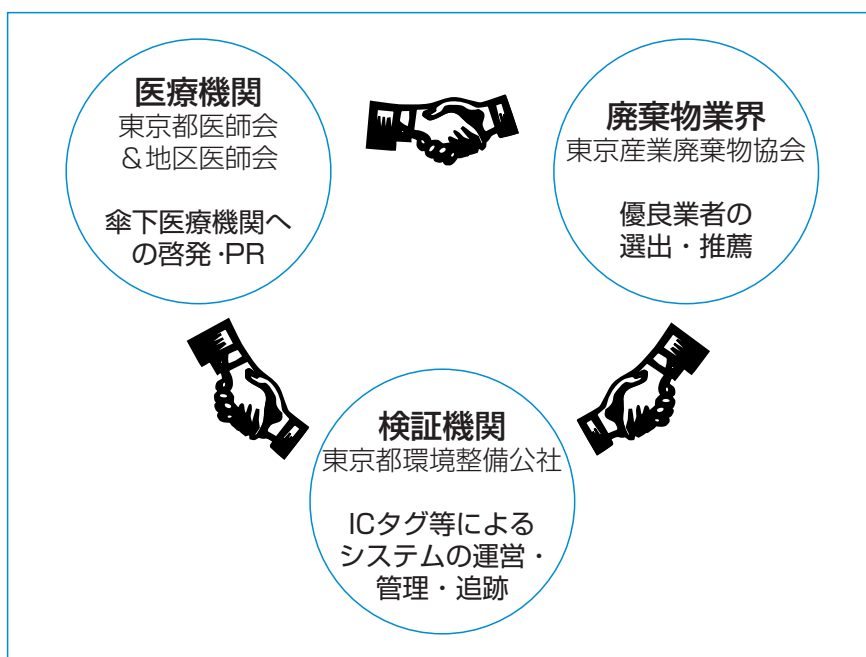 医療機関
東京都医師会
&地区医師会
傘下医療機関へ
の啓発・PR
廃棄物業界
東京産業廃棄物協会
優良業者の
選出・推薦
検証機関
東京都環境整備公社
ICタグ等による
システムの運営・
管理・追跡